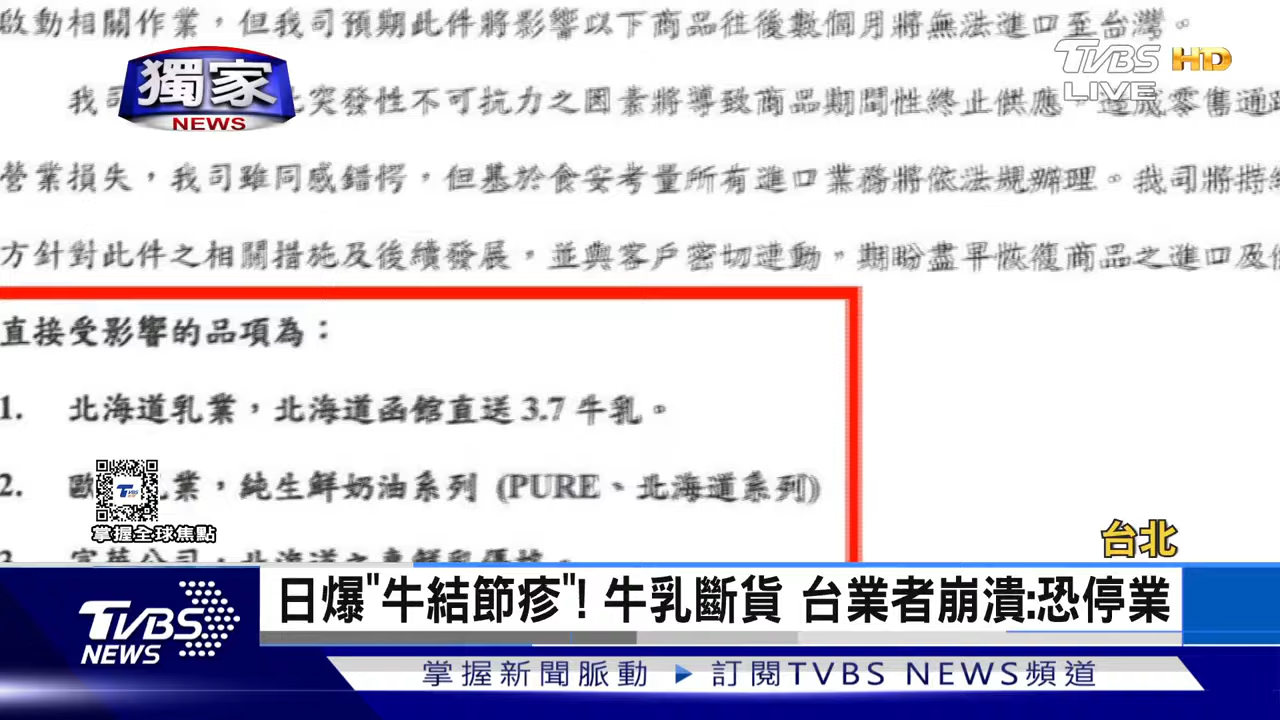 啟動相關作業，但我司預期此件將影響以下商品往後數個月將無法進口至台灣。
TVBS HD
LIVE
獨家
NEWS
突發性不可抗力之因素將導致商品期間性終止供應，造成零售通路
營業損失，我司雖同感錯愕，但基於食安考量所有進口業務將依法規辦理。我司將持續
方針對此件之相關措施及後續發展，並與客戶密切連動，期盼盡早恢復商品之進口及
直接受影響的品項為：
1. 北海道乳業，北海道函館直送 3.7 牛乳。
2. 歐 乳業，純生鮮奶油系列 (PURE、北海道系列)
掌握全球焦點
台北
日爆"牛結節疹"! 牛乳斷貨 台業者崩潰:恐停業
TVBS NEWS
掌握新聞脈動 ▶ 訂閱TVBS NEWS頻道